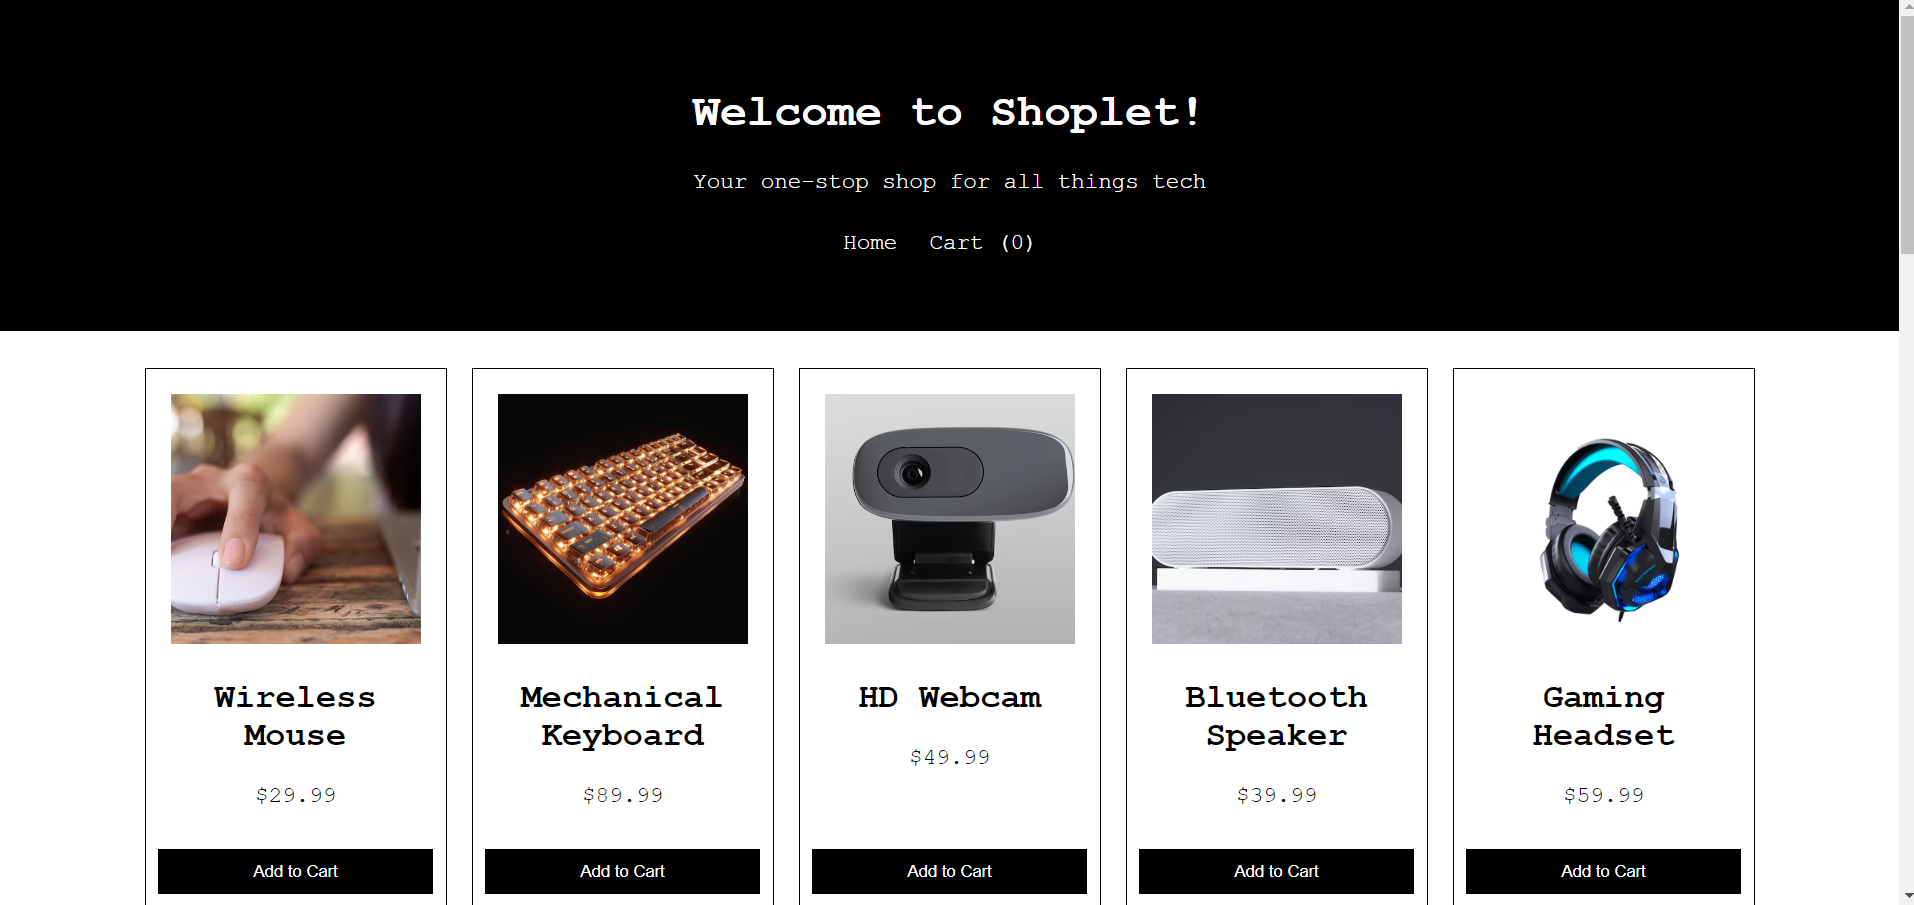 Welcome to Shoplet!
Your one-stop shop for all things tech
Home Cart (0)
Wireless
Mouse
$29.99
Add to Cart
Mechanical
Keyboard
$89.99
Add to Cart
HD Webcam
$49.99
Add to Cart
Bluetooth
Speaker
$39.99
Add to Cart
Gaming
Headset
$59.99
Add to Cart